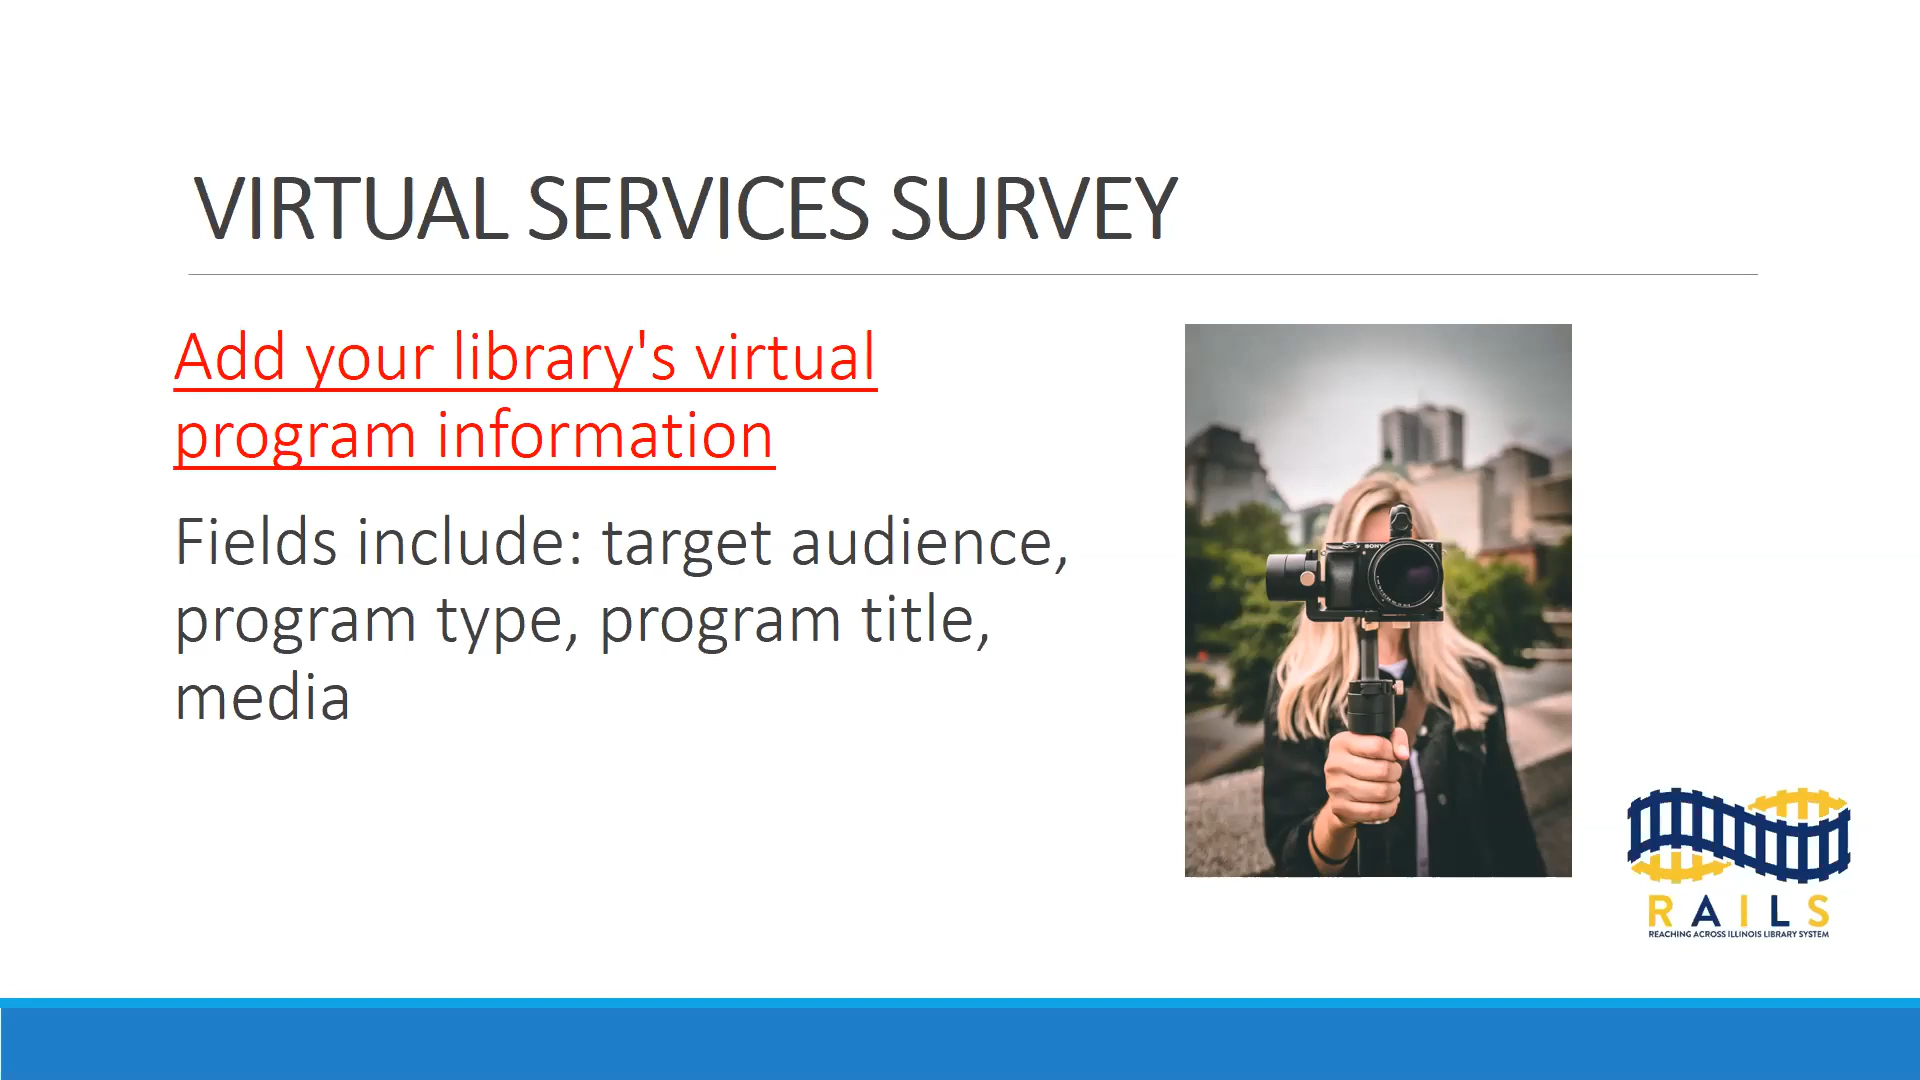 VIRTUAL SERVICES SURVEY
Add your library's virtual
program information
Fields include: target audience,
program type, program title,
media
SONY
RAILS
REACHING ACROSS ILLINOIS LIBRARY SYSTEM